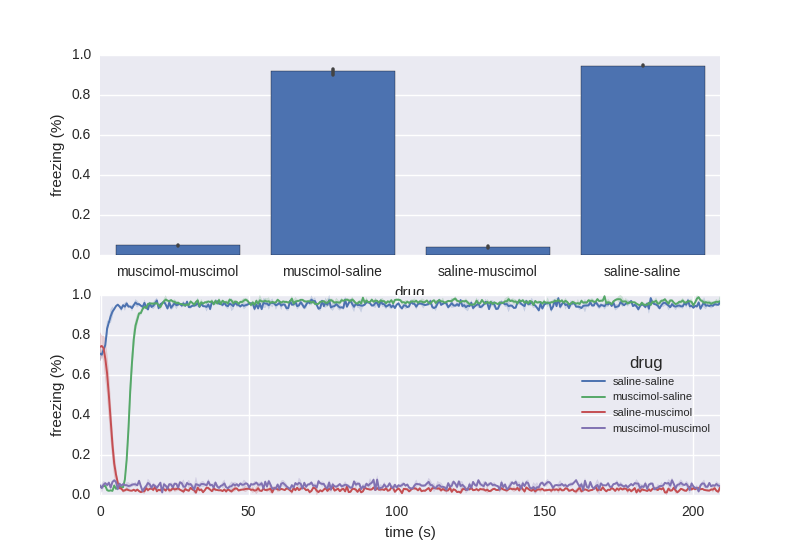 1.0
0.8
0.6
0.4
0.2
0.0
freezing (%)
muscimol-muscimol muscimol-saline saline-muscimol saline-saline
drug
1.0
0.8
0.6
0.4
0.2
0.0
freezing (%)
drug
saline-saline
muscimol-saline
saline-muscimol
muscimol-muscimol
0 50 100 150 200
time (s)